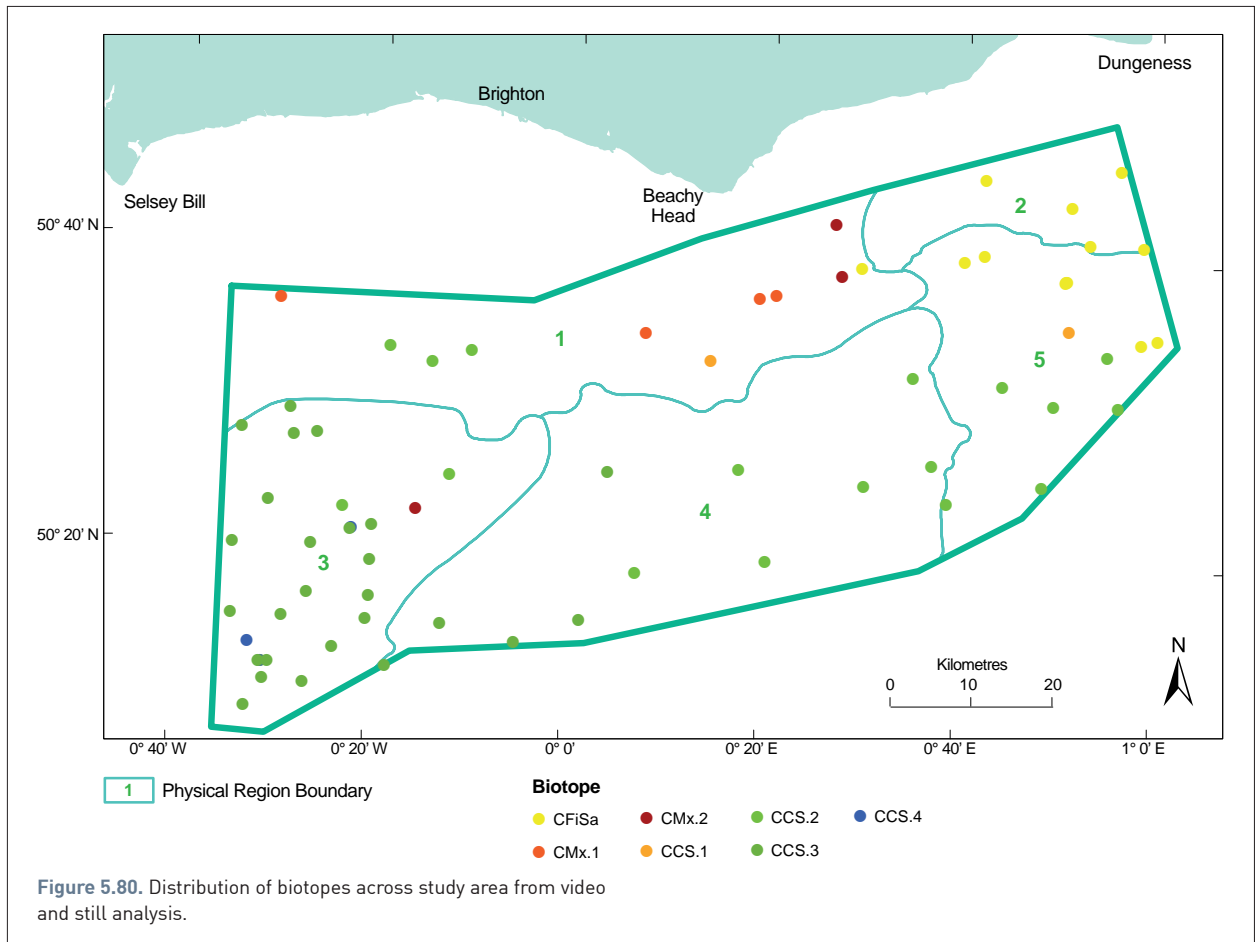 Dungeness
Brighton
Selsey Bill
Beachy
Head
50° 40’ N
2
1
5
4
50° 20’ N
3
N
Kilometres
0 10 20
0° 40’ W 0° 20’ W 0° 0’ 0° 20’ E 0° 40’ E 1° 0’ E
1 Physical Region Boundary
Biotope
CFiSa CMx.2 CCS.2 CCS.4
CMx.1 CCS.1 CCS.3
Figure 5.80. Distribution of biotopes across study area from video
and still analysis.